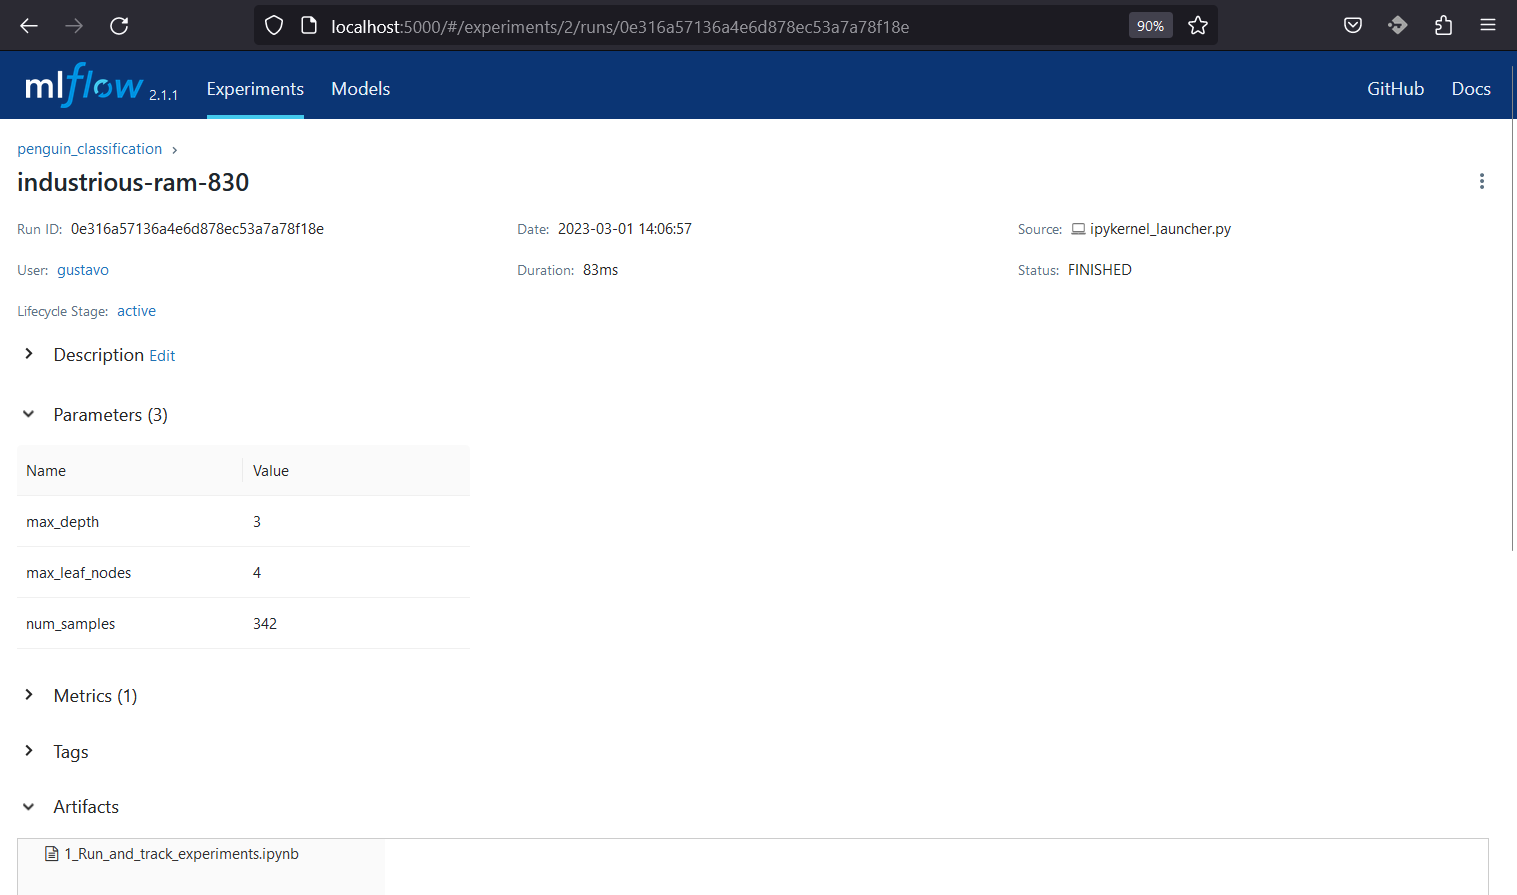 localhost:5000/#/experiments/2/runs/0e316a57136a4e6d878ec53a7a78f18e 90%
mlflow 2.1.1 Experiments Models GitHub Docs
penguin_classification
industrious-ram-830
Run ID: 0e316a57136a4e6d878ec53a7a78f18e Date: 2023-03-01 14:06:57 Source: ipykernel_launcher.py
User: gustavo Duration: 83ms Status: FINISHED
Lifecycle Stage: active
Description Edit
Parameters (3)
Name Value
max_depth 3
max_leaf_nodes 4
num_samples 342
Metrics (1)
Tags
Artifacts
1_Run_and_track_experiments.ipynb